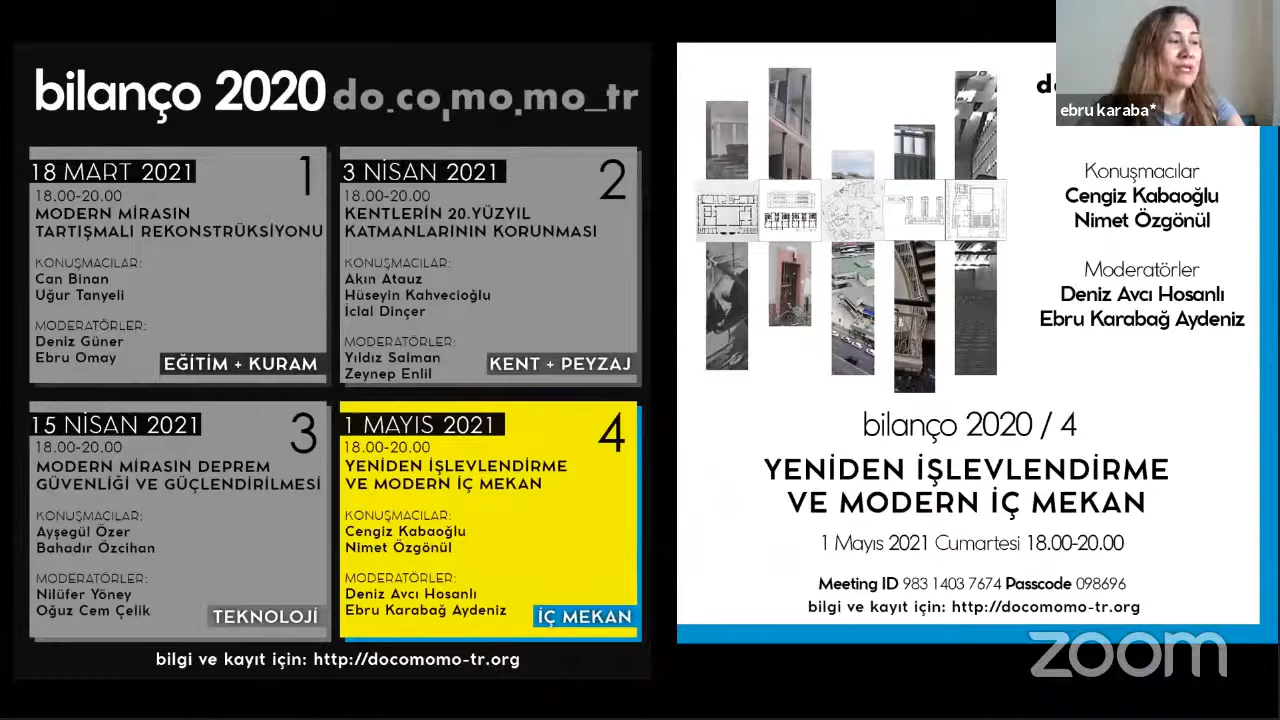 bilanço 2020 do_co_mo.mo_tr
18 MART 2021
1
18.00-20.00
MODERN MİRASIN
TARTIŞMALI REKONSTRÜKSİYONU
KONUŞMACILAR:
Can Binan
Uğur Tanyeli
MODERATÖRLER:
Deniz Güner
Ebru Omay
EĞİTİM + KURAM
3 NİSAN 2021
2
18.00-20.00
KENTLERİN 20.YÜZYIL
KATMANLARININ KORUNMASI
KONUŞMACILAR:
Akın Atauz
Hüseyin Kahvecioğlu
İclal Dinçer
MODERATÖRLER:
Yıldız Salman
Zeynep Enlil
KENT + PEYZAJ
15 NİSAN 2021
3
18.00-20.00
MODERN MİRASIN DEPREM
GÜVENLİĞİ VE GÜÇLENDİRİLMESİ
KONUŞMACILAR:
Ayşegül Özer
Bahadır Özcihan
MODERATÖRLER:
Nilüfer Yöney
Oğuz Cem Çelik
TEKNOLOJİ
1 MAYIS 2021
4
18.00-20.00
YENİDEN İŞLEVLENDİRME
VE MODERN İÇ MEKAN
KONUŞMACILAR:
Cengiz Kabaoğlu
Nimet Özgönül
MODERATÖRLER:
Deniz Avcı Hosanlı
Ebru Karabağ Aydeniz
İÇ MEKAN
bilgi ve kayıt için: http://docomomo-tr.org
ebru karaba*
Konuşmacılar
Cengiz Kabaoğlu
Nimet Özgönül
Moderatörler
Deniz Avcı Hosanlı
Ebru Karabağ Aydeniz
bilanço 2020 / 4
YENİDEN İŞLEVLENDİRME
VE MODERN İÇ MEKAN
1 Mayıs 2021 Cumartesi 18.00-20.00
Meeting ID 983 1403 7674 Passcode 098696
bilgi ve kayıt için: http://docomomo-tr.org
zoom